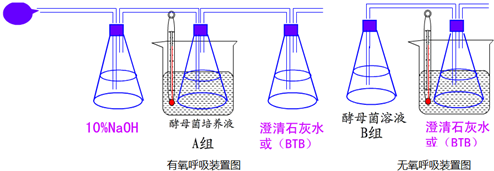 10%NaOH
酵母菌培养液
A组
澄清石灰水
或（BTB）
有氧呼吸装置图
酵母菌溶液
B组
澄清石灰水
或（BTB）
无氧呼吸装置图